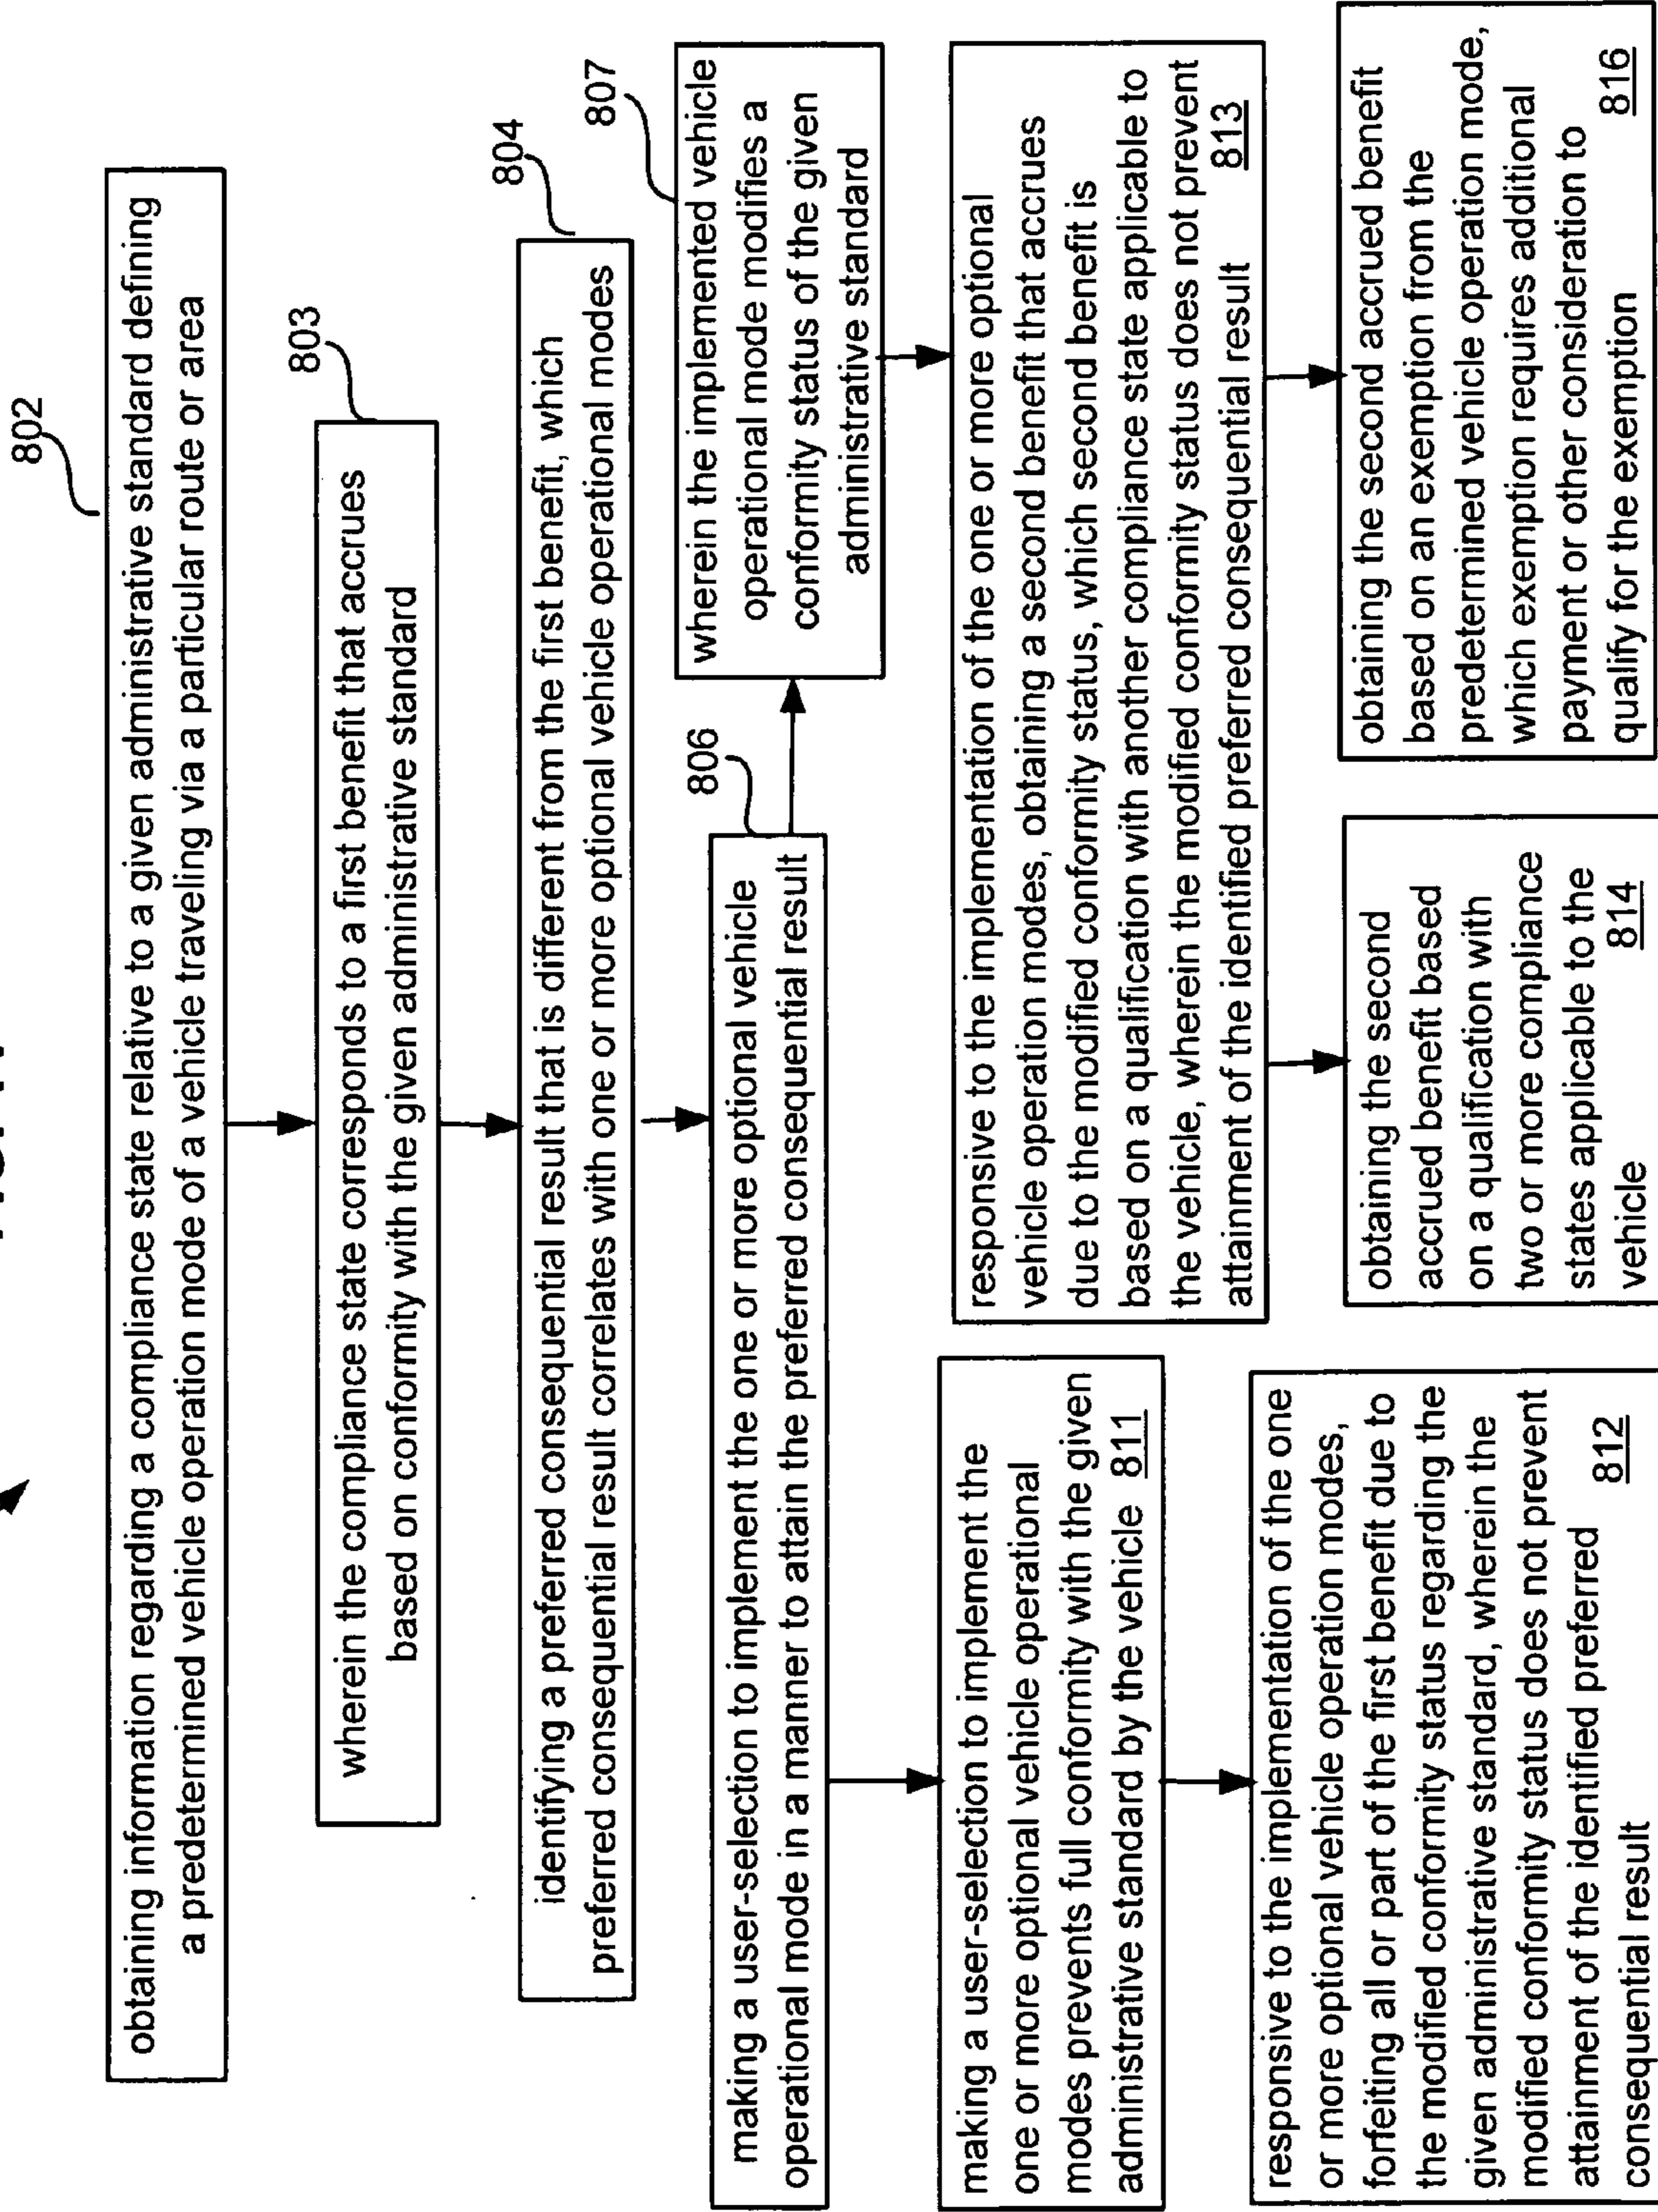 802
obtaining information regarding a compliance state relative to a given administrative standard defining
a predetermined vehicle operation mode of a vehicle traveling via a particular route or area
803
wherein the compliance state corresponds to a first benefit that accrues
based on conformity with the given administrative standard
804
identifying a preferred consequential result that is different from the first benefit, which
preferred consequential result correlates with one or more optional vehicle operational modes
806
making a user-selection to implement the one or more optional vehicle
operational mode in a manner to attain the preferred consequential result
807
wherein the implemented vehicle
operational mode modifies a
conformity status of the given
administrative standard
making a user-selection to implement the
one or more optional vehicle operational
modes prevents full conformity with the given
administrative standard by the vehicle 811
responsive to the implementation of the one
or more optional vehicle operation modes,
forfeiting all or part of the first benefit due to
the modified conformity status regarding the
given administrative standard, wherein the
modified conformity status does not prevent
attainment of the identified preferred
consequential result 812
responsive to the implementation of the one or more optional
vehicle operation modes, obtaining a second benefit that accrues
due to the modified conformity status, which second benefit is
based on a qualification with another compliance state applicable to
the vehicle, wherein the modified conformity status does not prevent
attainment of the identified preferred consequential result 813
obtaining the second
accrued benefit based
on a qualification with
two or more compliance
states applicable to the
vehicle 814
obtaining the second accrued benefit
based on an exemption from the
predetermined vehicle operation mode,
which exemption requires additional
payment or other consideration to
qualify for the exemption 816